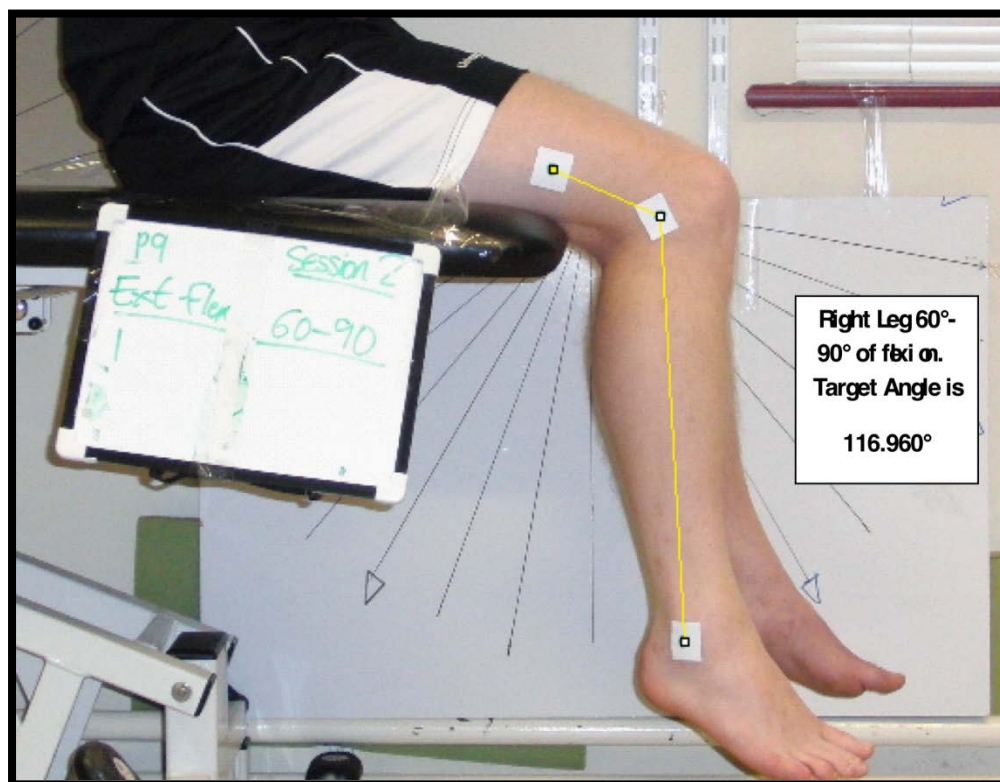 P9
Session 2
Ext flex
60-90
1
Right Leg 60°-
90° of flexion.
Target Angle is
116.960°